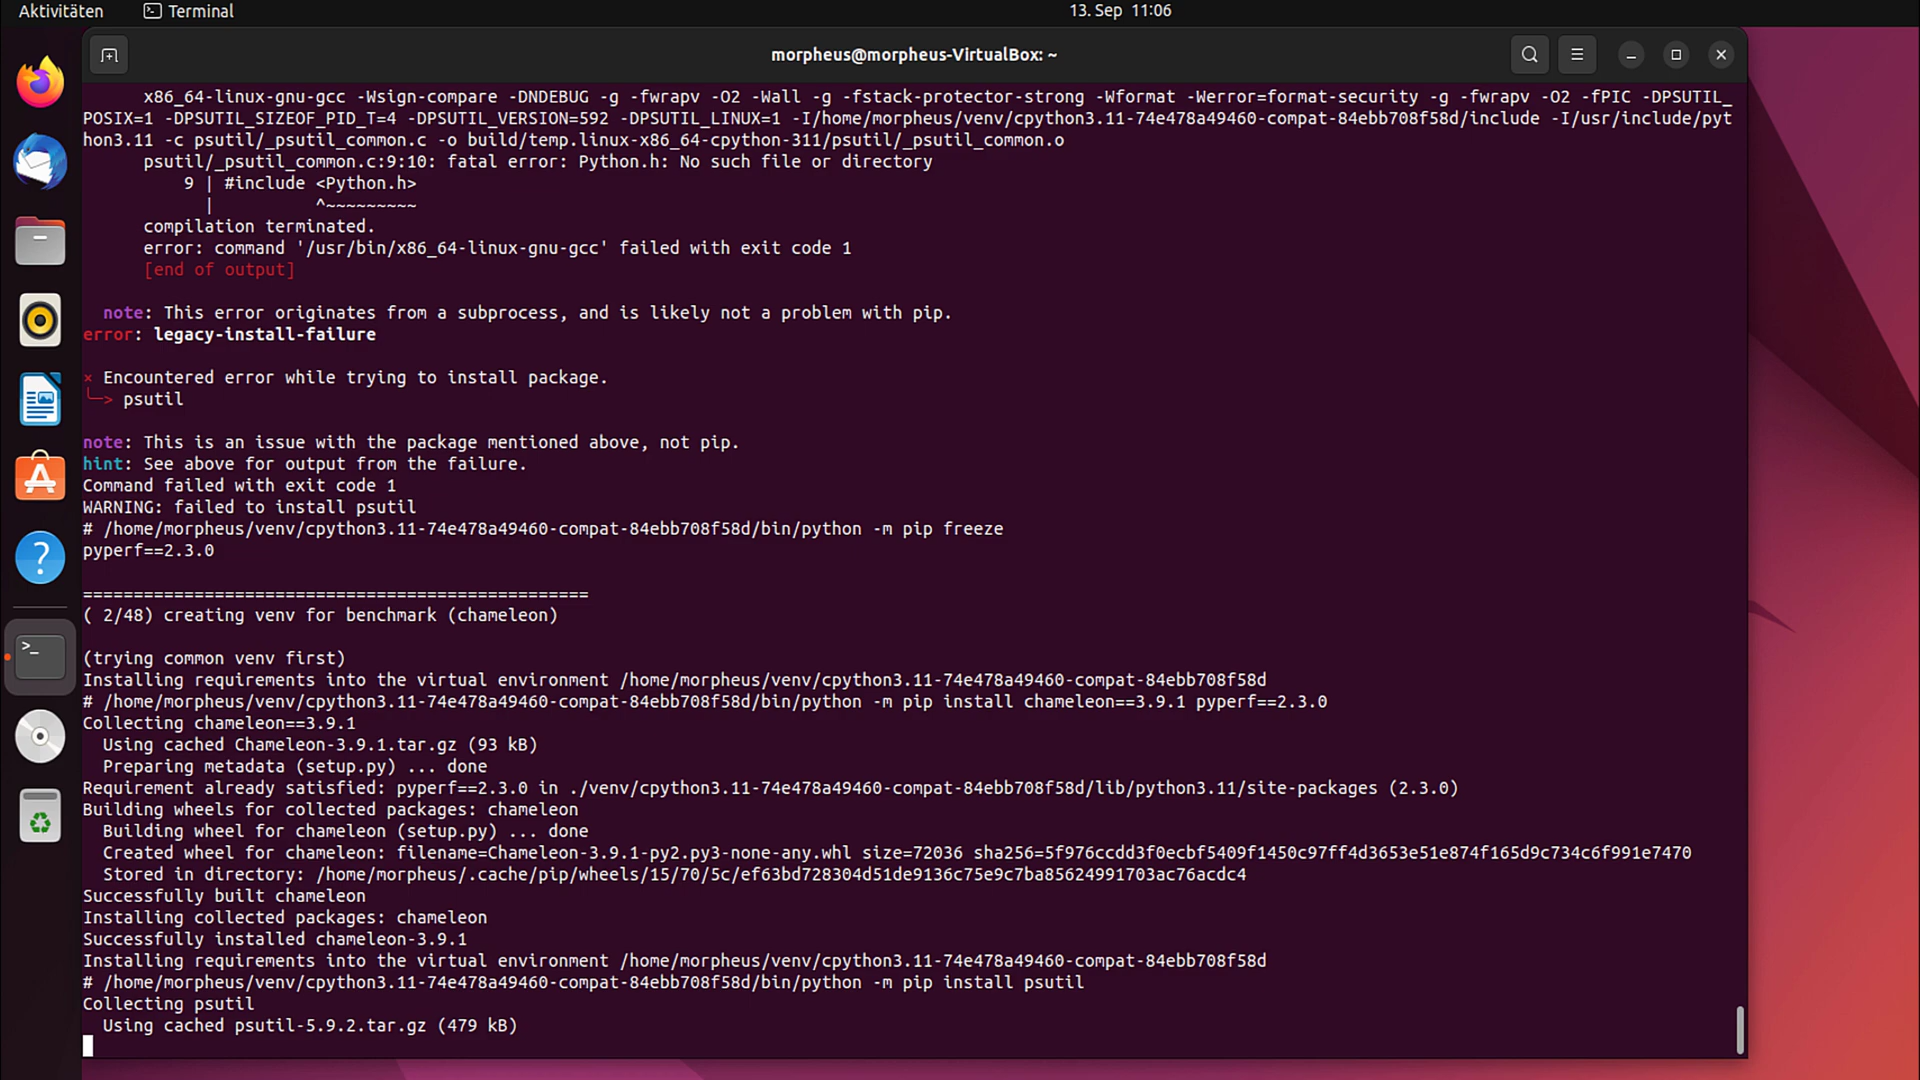 Aktivitäten Terminal 13. Sep 11:06
morpheus@morpheus-VirtualBox: ~
x86_64-linux-gnu-gcc -Wsign-compare -DNDEBUG -g -fwrapv -O2 -Wall -g -fstack-protector-strong -Wformat -Werror=format-security -g -fwrapv -O2 -fPIC -DPSUTIL_
POSIX=1 -DPSUTIL_SIZEOF_PID_T=4 -DPSUTIL_VERSION=592 -DPSUTIL_LINUX=1 -I/home/morpheus/venv/cpython3.11-74e478a49460-compat-84ebb708f58d/include -I/usr/include/pyt
hon3.11 -c psutil/_psutil_common.c -o build/temp.linux-x86_64-cpython-311/psutil/_psutil_common.o
psutil/_psutil_common.c:9:10: fatal error: Python.h: No such file or directory
9 | #include <Python.h>
| ^~~~~~~~~~
compilation terminated.
error: command '/usr/bin/x86_64-linux-gnu-gcc' failed with exit code 1
[end of output]
note: This error originates from a subprocess, and is likely not a problem with pip.
error: legacy-install-failure
× Encountered error while trying to install package.
╰─> psutil
note: This is an issue with the package mentioned above, not pip.
hint: See above for output from the failure.
Command failed with exit code 1
WARNING: failed to install psutil
# /home/morpheus/venv/cpython3.11-74e478a49460-compat-84ebb708f58d/bin/python -m pip freeze
pyperf==2.3.0
==================================================
( 2/48) creating venv for benchmark (chameleon)
(trying common venv first)
Installing requirements into the virtual environment /home/morpheus/venv/cpython3.11-74e478a49460-compat-84ebb708f58d
# /home/morpheus/venv/cpython3.11-74e478a49460-compat-84ebb708f58d/bin/python -m pip install chameleon==3.9.1 pyperf==2.3.0
Collecting chameleon==3.9.1
Using cached Chameleon-3.9.1.tar.gz (93 kB)
Preparing metadata (setup.py) ... done
Requirement already satisfied: pyperf==2.3.0 in ./venv/cpython3.11-74e478a49460-compat-84ebb708f58d/lib/python3.11/site-packages (2.3.0)
Building wheels for collected packages: chameleon
Building wheel for chameleon (setup.py) ... done
Created wheel for chameleon: filename=Chameleon-3.9.1-py2.py3-none-any.whl size=72036 sha256=5f976ccdd3f0ecbf5409f1450c97ff4d3653e51e874f165d9c734c6f991e7470
Stored in directory: /home/morpheus/.cache/pip/wheels/15/70/5c/ef63bd728304d51de9136c75e9c7ba85624991703ac76acdc4
Successfully built chameleon
Installing collected packages: chameleon
Successfully installed chameleon-3.9.1
Installing requirements into the virtual environment /home/morpheus/venv/cpython3.11-74e478a49460-compat-84ebb708f58d
# /home/morpheus/venv/cpython3.11-74e478a49460-compat-84ebb708f58d/bin/python -m pip install psutil
Collecting psutil
Using cached psutil-5.9.2.tar.gz (479 kB)